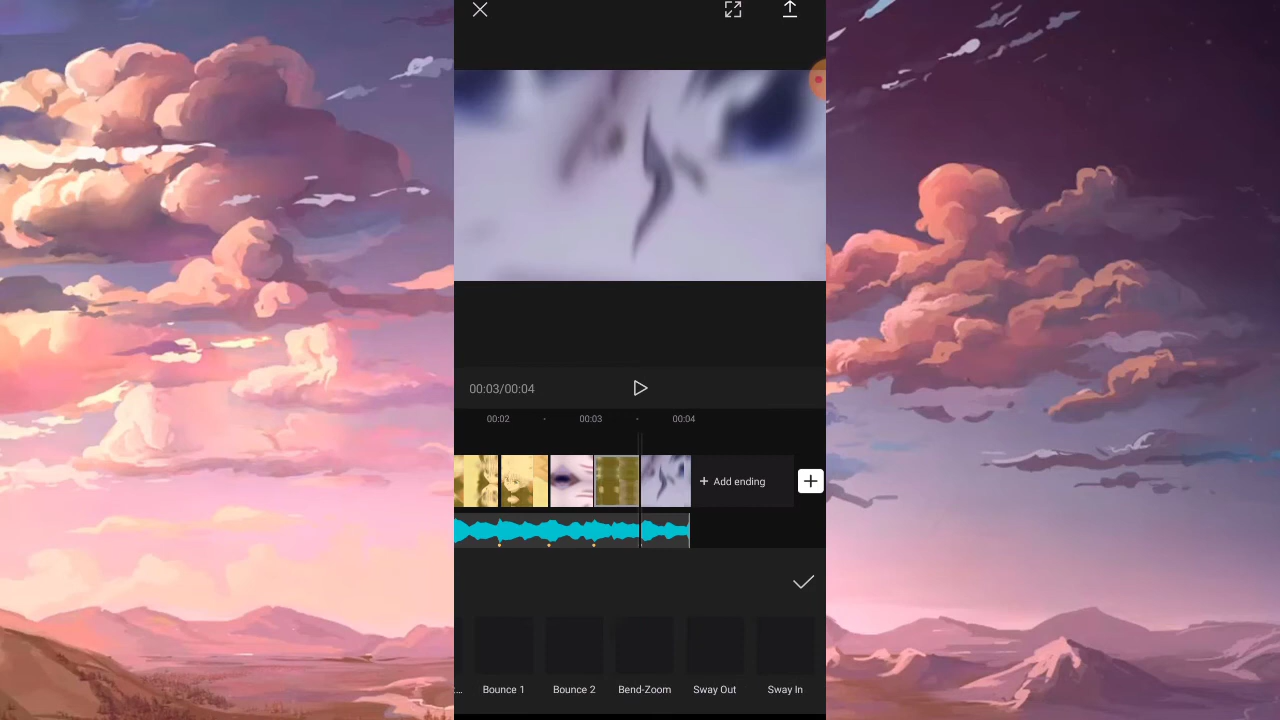 00:03/00:04
00:02 00:03 00:04
+ Add ending
Bounce 1 Bounce 2 Bend-Zoom Sway Out Sway In